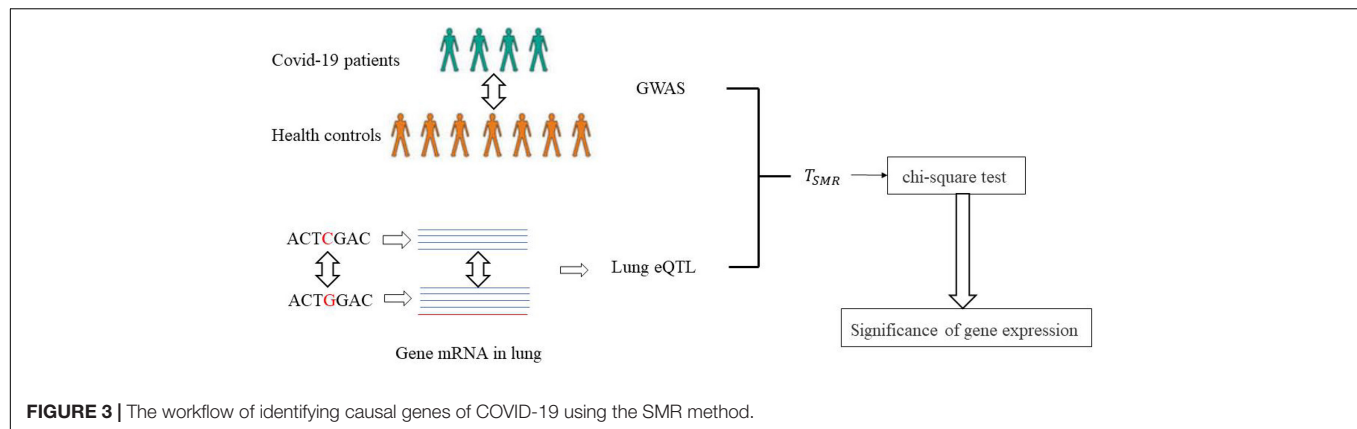 Covid-19 patients
GWAS
Health controls
T_SMR
chi-square test
ACTCGAC
Lung eQTL
ACTGGAC
Significance of gene expression
Gene mRNA in lung
FIGURE 3 | The workflow of identifying causal genes of COVID-19 using the SMR method.